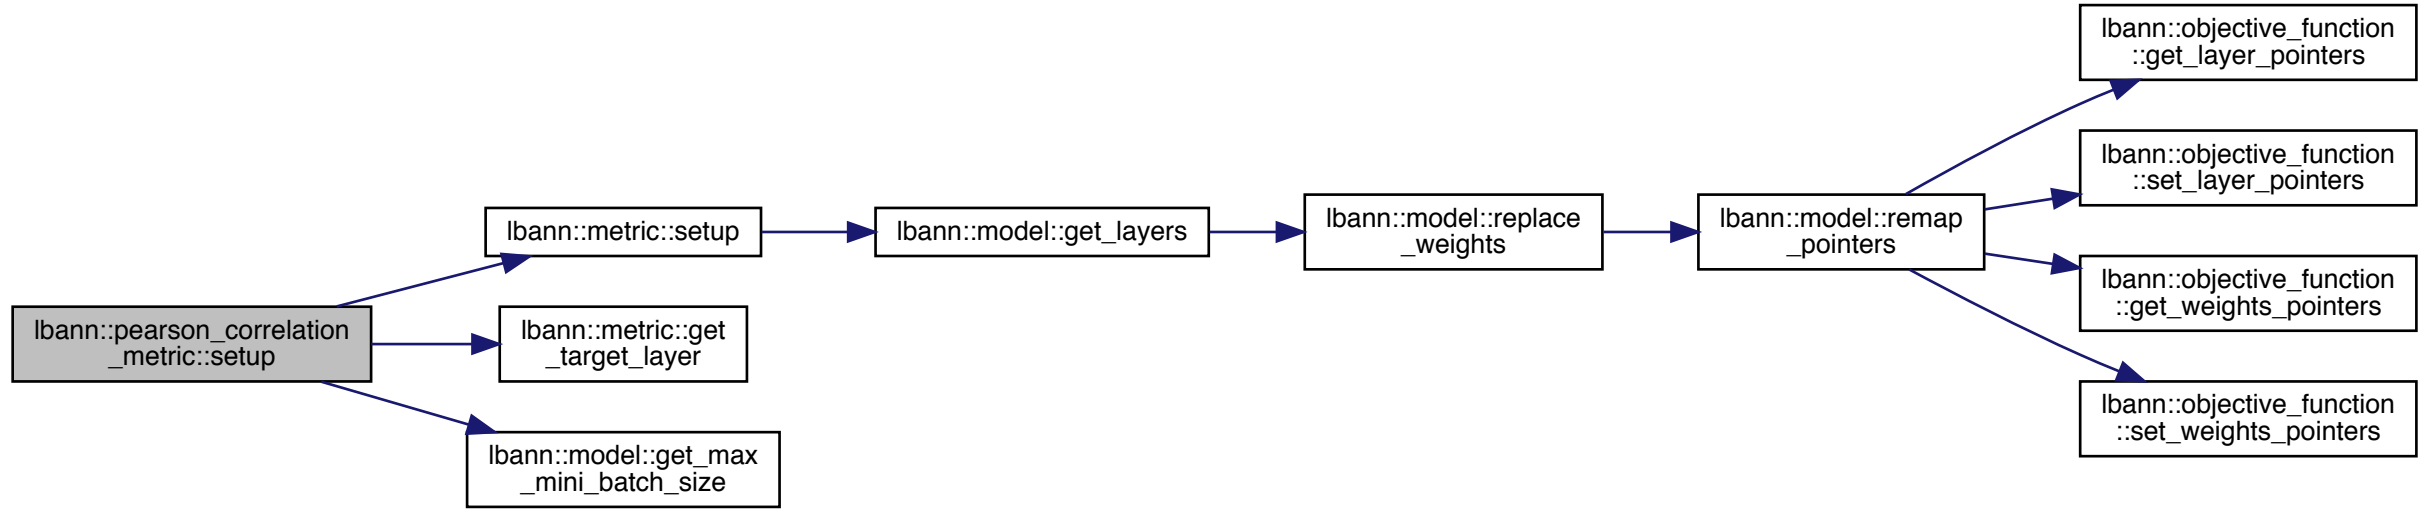 lbann::pearson_correlation
_metric::setup
lbann::metric::setup
lbann::metric::get
_target_layer
lbann::model::get_max
_mini_batch_size
lbann::model::get_layers
lbann::model::replace
_weights
lbann::model::remap
_pointers
lbann::objective_function
::get_layer_pointers
lbann::objective_function
::set_layer_pointers
lbann::objective_function
::get_weights_pointers
lbann::objective_function
::set_weights_pointers